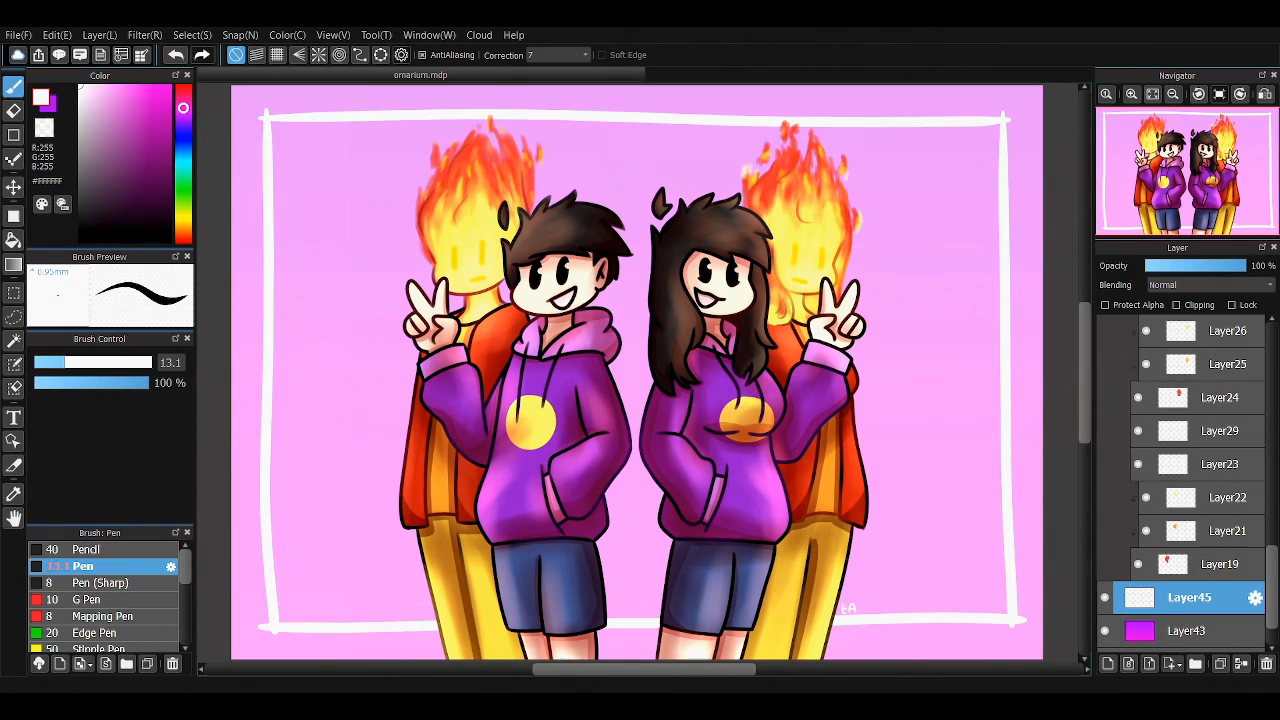 File(F) Edit(E) Layer(L) Filter(R) Select(S) Snap(N) Color(C) View(V) Tool(T) Window(W) Cloud Help
AntiAliasing Correction 7 Soft Edge
Color
omarium.mdp
Navigator
R:255
G:255
B:255
#FFFFFF
Brush Preview
* 0.95mm
Brush Control
13.1
100 %
Layer
Opacity 100 %
Blending Normal
Protect Alpha Clipping Lock
Layer26
Layer25
Layer24
Layer29
Layer23
Layer22
Layer21
Layer19
Layer45
Layer43
Brush: Pen
40 Pencil
13.1 Pen
8 Pen (Sharp)
10 G Pen
8 Mapping Pen
20 Edge Pen
50 Stipple Pen
tA